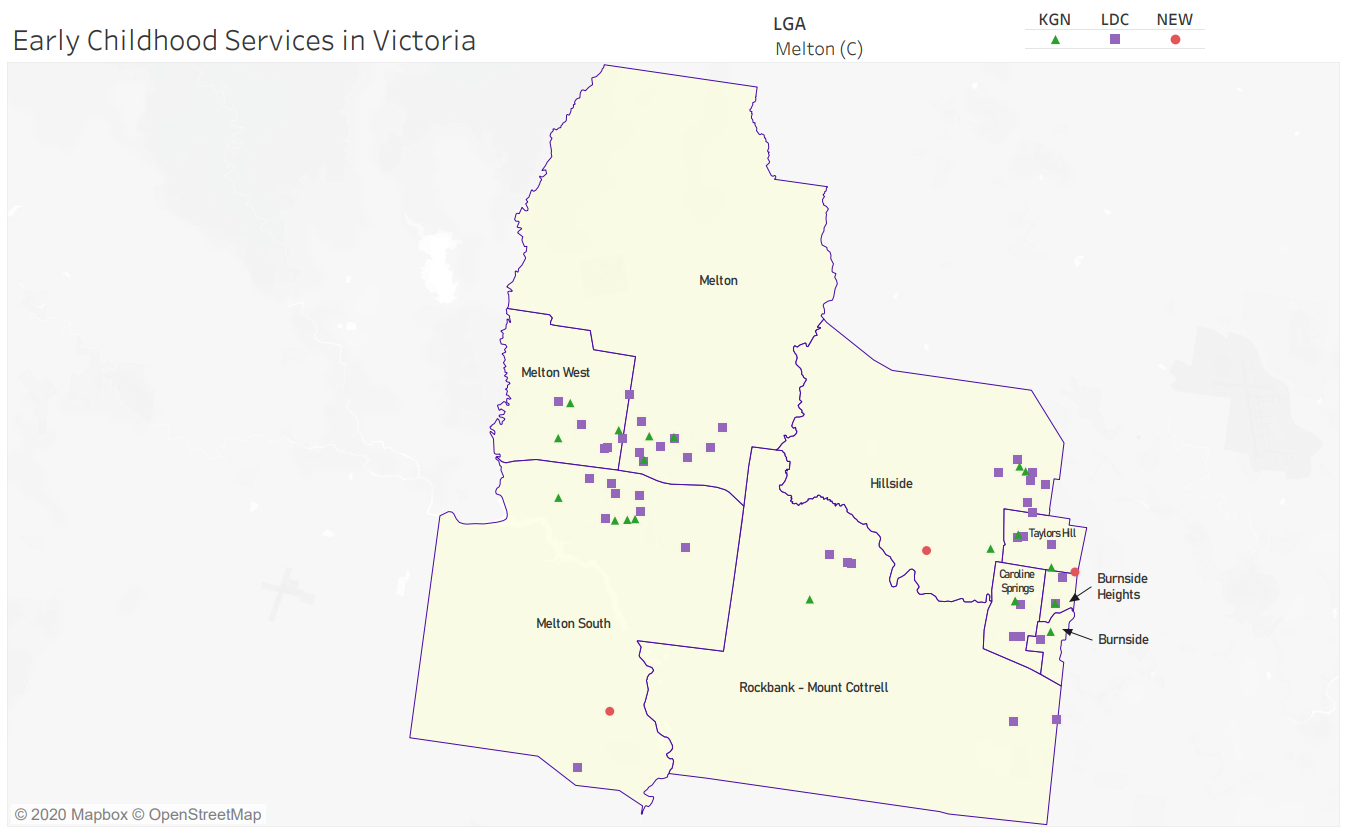 Early Childhood Services in Victoria
LGA
Melton (C)
KGN LDC NEW
Melton
Melton West
Hillside
Taylors Hill
Caroline
Springs
Burnside
Heights
Burnside
Melton South
Rockbank - Mount Cottrell
© 2020 Mapbox © OpenStreetMap